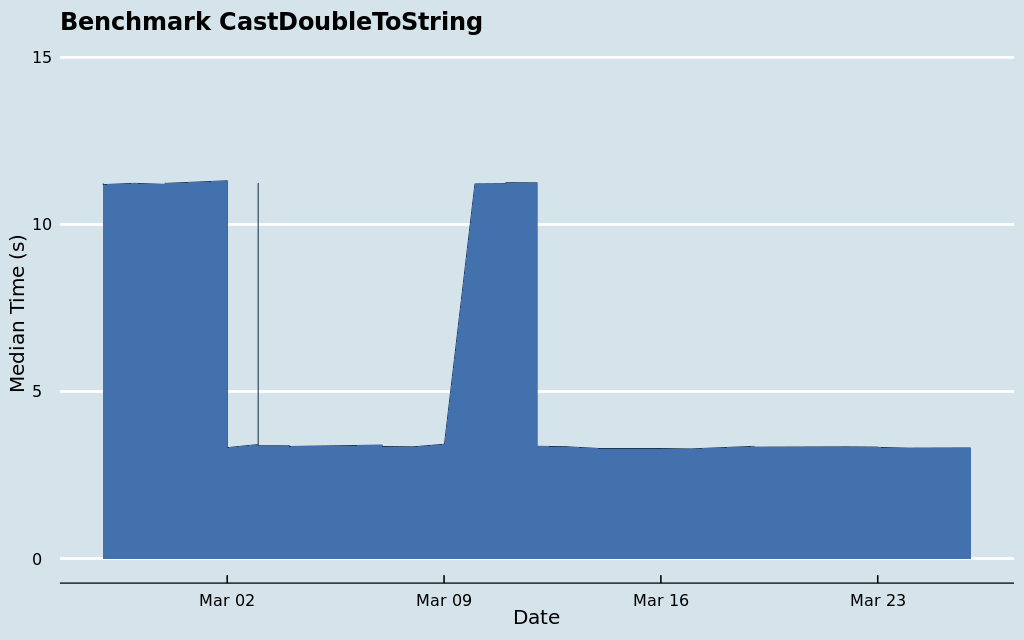 Benchmark CastDoubleToString
15
10
5
0
Median Time (s)
Mar 02
Mar 09
Mar 16
Mar 23
Date